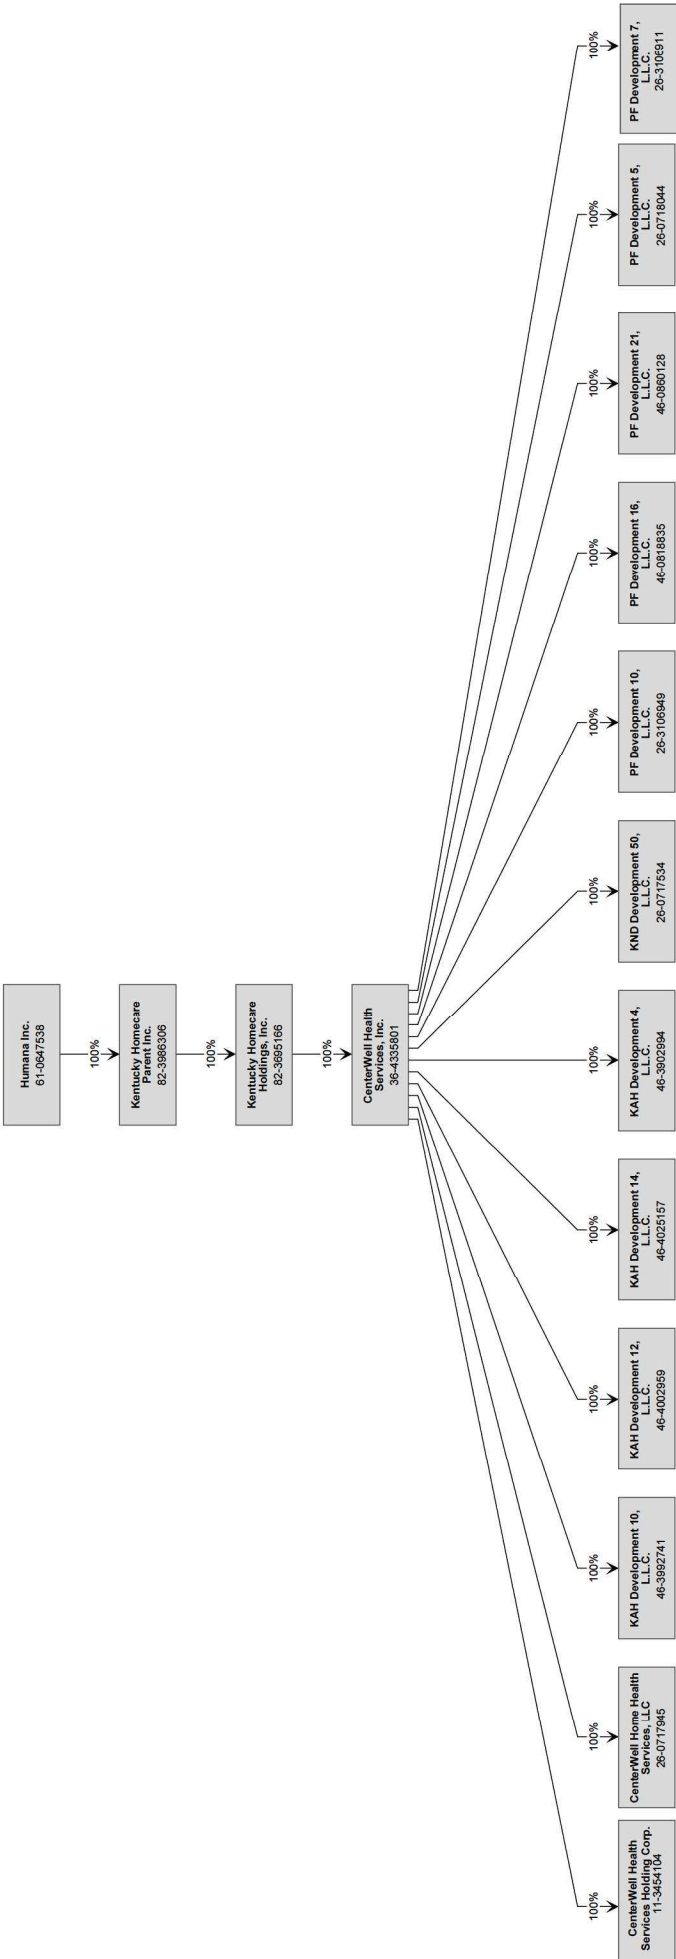 Humana Inc.
61-0647538
100%
Kentucky Homecare
Parent Inc.
82-3986306
100%
Kentucky Homecare
Holdings, Inc.
82-3695166
100%
CenterWell Health
Services, Inc.
36-4335801
100%
100%
100%
100%
100%
100%
100%
100%
100%
100%
100%
100%
CenterWell Health
Services Holding Corp.
11-3454104
CenterWell Home Health
Services, LLC
26-0717945
KAH Development 10,
L.L.C.
46-3992741
KAH Development 12,
L.L.C.
46-4002959
KAH Development 14,
L.L.C.
46-4025157
KAH Development 4,
L.L.C.
46-3902994
KND Development 50,
L.L.C.
26-0717534
PF Development 10,
L.L.C.
26-3106949
PF Development 16,
L.L.C.
46-0818835
PF Development 21,
L.L.C.
46-0860128
PF Development 5,
L.L.C.
26-0718044
PF Development 7,
L.L.C.
26-3106911